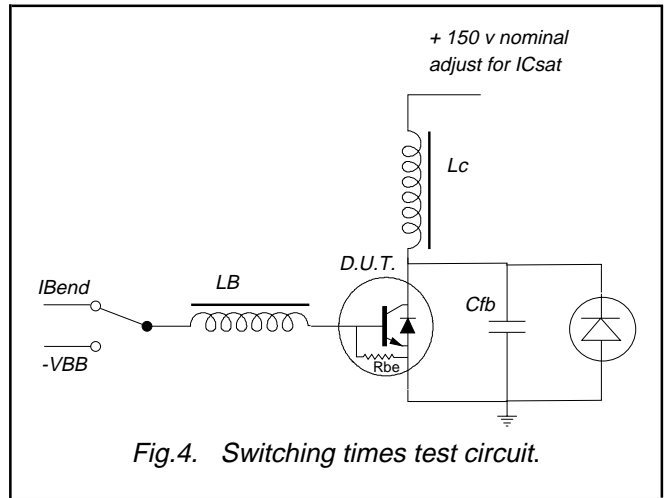 + 150 v nominal
adjust for ICsat
Lc
D.U.T.
IBend
LB
Cfb
-VBB
Rbe
Fig.4. Switching times test circuit.